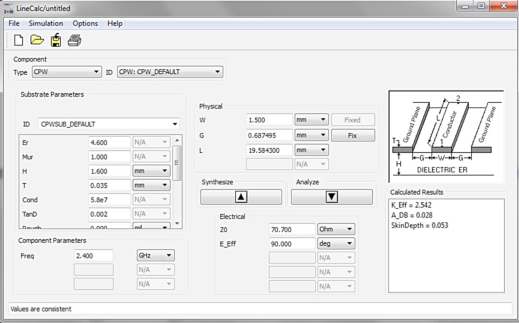 LineCalc/untitled
File Simulation Options Help
Component
Type CPW ID CPW: CPW_DEFAULT
Substrate Parameters
ID CPWSUB_DEFAULT
Er 4.600 N/A
Mur 1.000 N/A
H 1.600 mm
T 0.035 mm
Cond 5.8e7 N/A
TanD 0.002 N/A
Rough 0.000 mil
Component Parameters
Freq 2.400 GHz
N/A
N/A
Physical
W 1.500 mm Fixed
G 0.687495 mm Fix
L 19.584300 mm
N/A
Synthesize Analyze
Electrical
Z0 70.700 Ohm
E_Eff 90.000 deg
N/A
N/A
N/A
Ground Plane
Conductor
Ground Plane
L
2
1
T
H
G W G
DIELECTRIC ER
Calculated Results
K_Eff = 2.542
A_DB = 0.028
SkinDepth = 0.053
Values are consistent